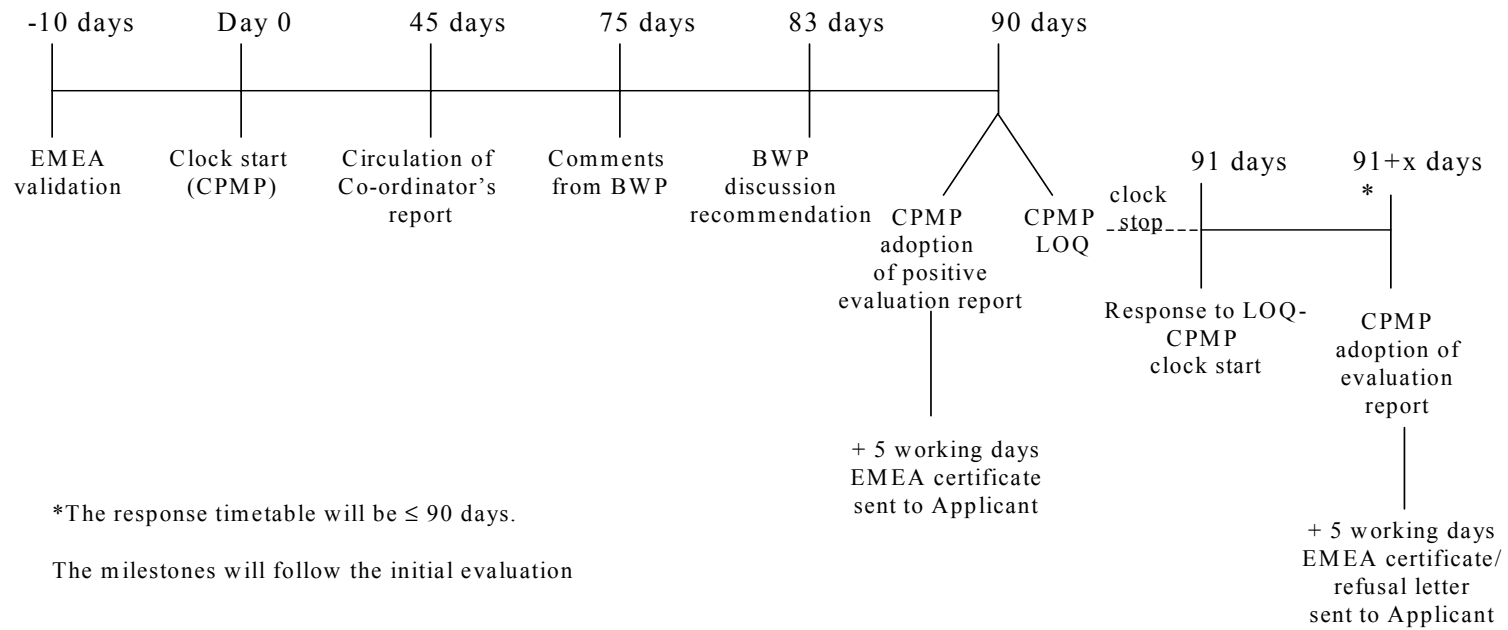 -10 days
Day 0
45 days
75 days
83 days
90 days
EMEA
validation
Clock start
(CPMP)
Circulation of
Co-ordinator's
report
Comments
from BWP
BWP
discussion
recommendation
CPMP
adoption
of positive
evaluation report
CPMP
LOQ
clock
stop
91 days
91+x days
*
Response to LOQ-
CPMP
clock start
CPMP
adoption of
evaluation
report
+ 5 working days
EMEA certificate
sent to Applicant
+ 5 working days
EMEA certificate/
refusal letter
sent to Applicant
*The response timetable will be ≤ 90 days.
The milestones will follow the initial evaluation